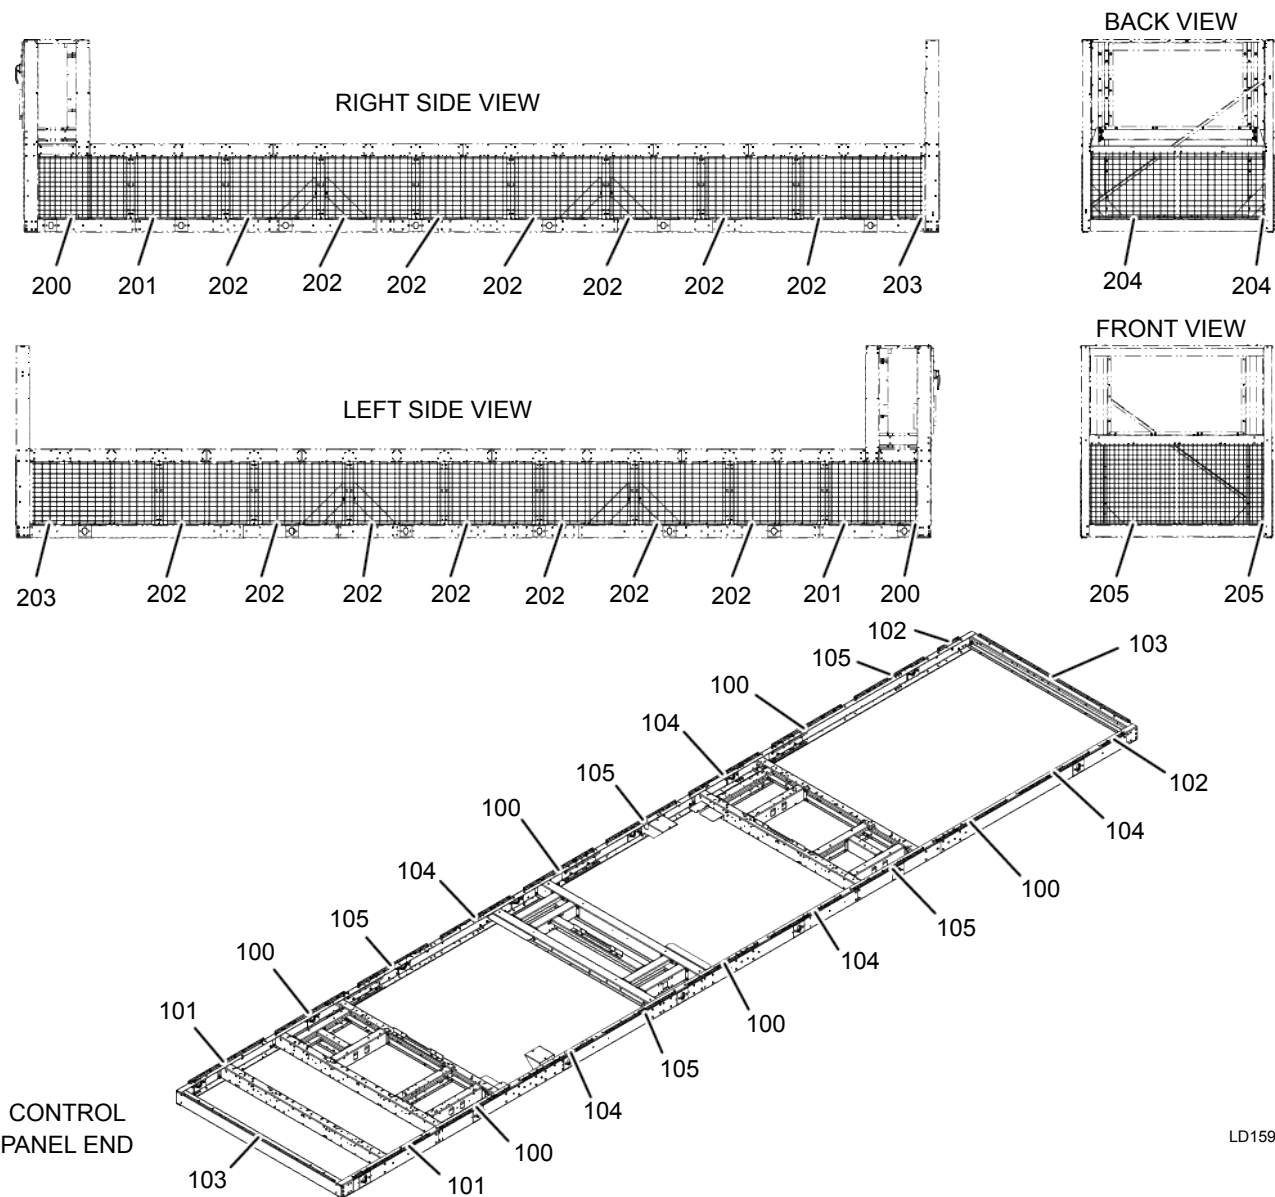 BACK VIEW
RIGHT SIDE VIEW
200 201 202 202 202 202 202 202 202 203
204 204
FRONT VIEW
LEFT SIDE VIEW
203 202 202 202 202 202 202 202 201 200
205 205
102
103
105
100
104
102
105
100
104
104
100
105
105
100
104
100
101
105
104
CONTROL
PANEL END
100
103
101
LD159